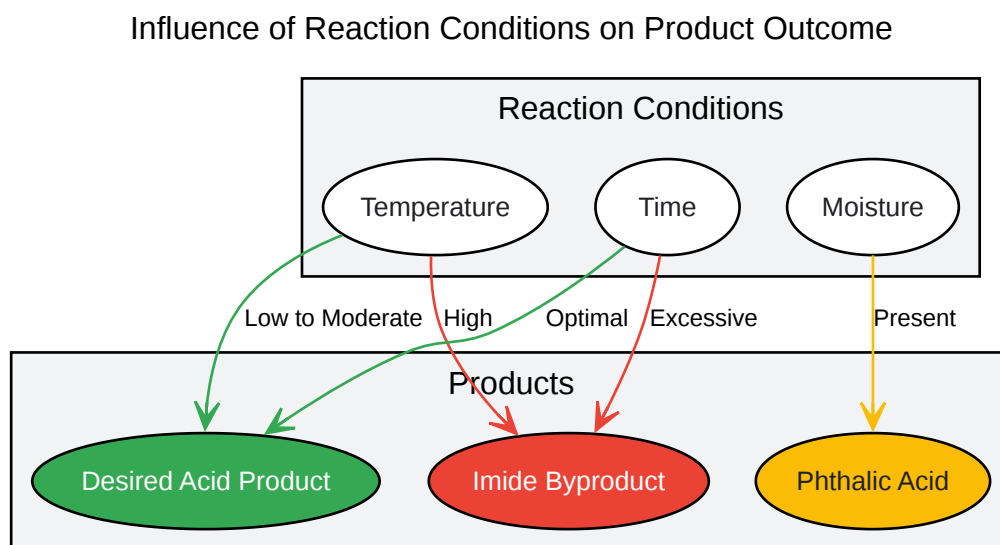 Influence of Reaction Conditions on Product Outcome
Reaction Conditions
Temperature
Time
Moisture
Low to Moderate
High
Optimal
Excessive
Present
Products
Desired Acid Product
Imide Byproduct
Phthalic Acid